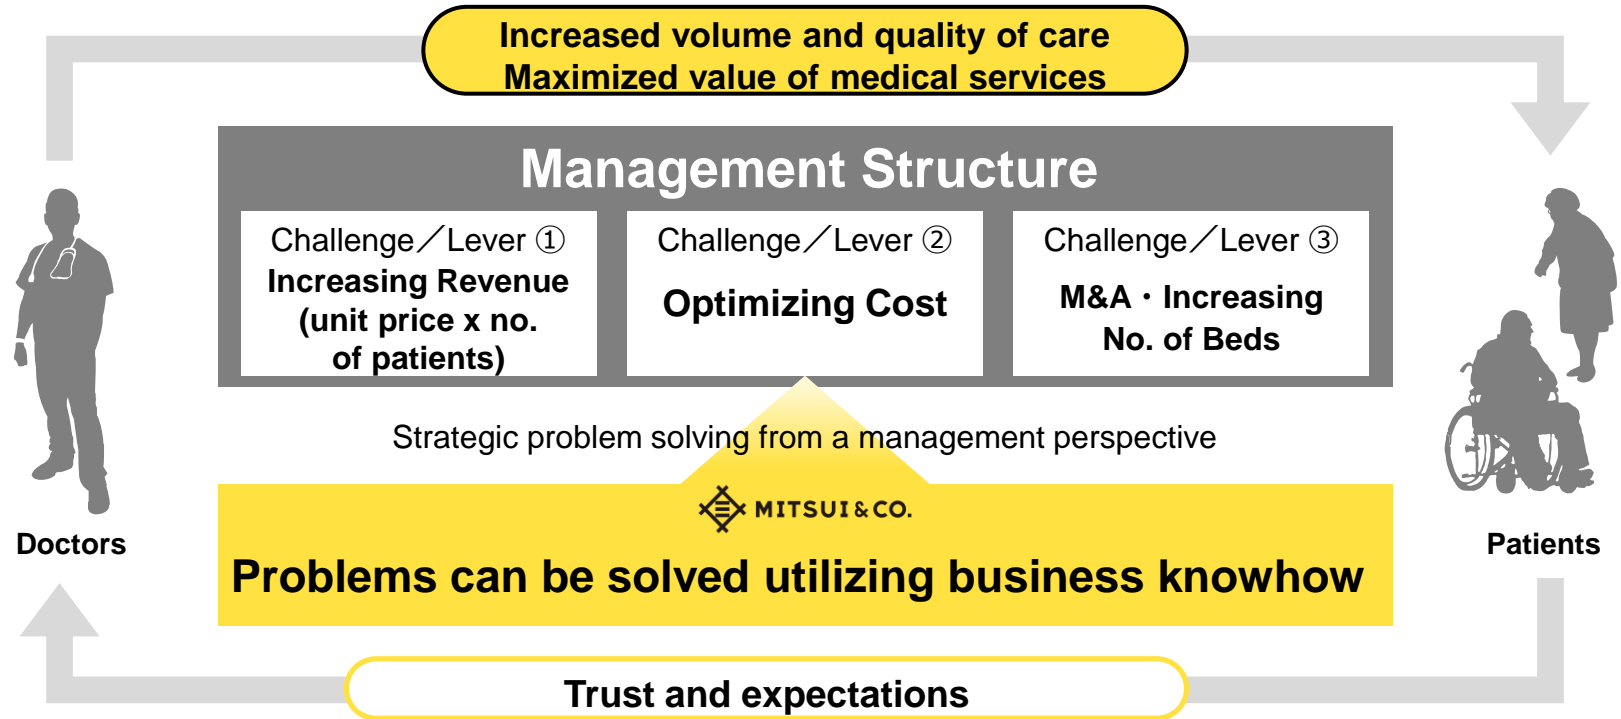 Increased volume and quality of care
Maximized value of medical services
Management Structure
Challenge／Lever ①
Increasing Revenue
(unit price x no.
of patients)
Challenge／Lever ②
Optimizing Cost
Challenge／Lever ③
M&A・Increasing
No. of Beds
Strategic problem solving from a management perspective
MITSUI & CO.
Problems can be solved utilizing business knowhow
Doctors
Patients
Trust and expectations